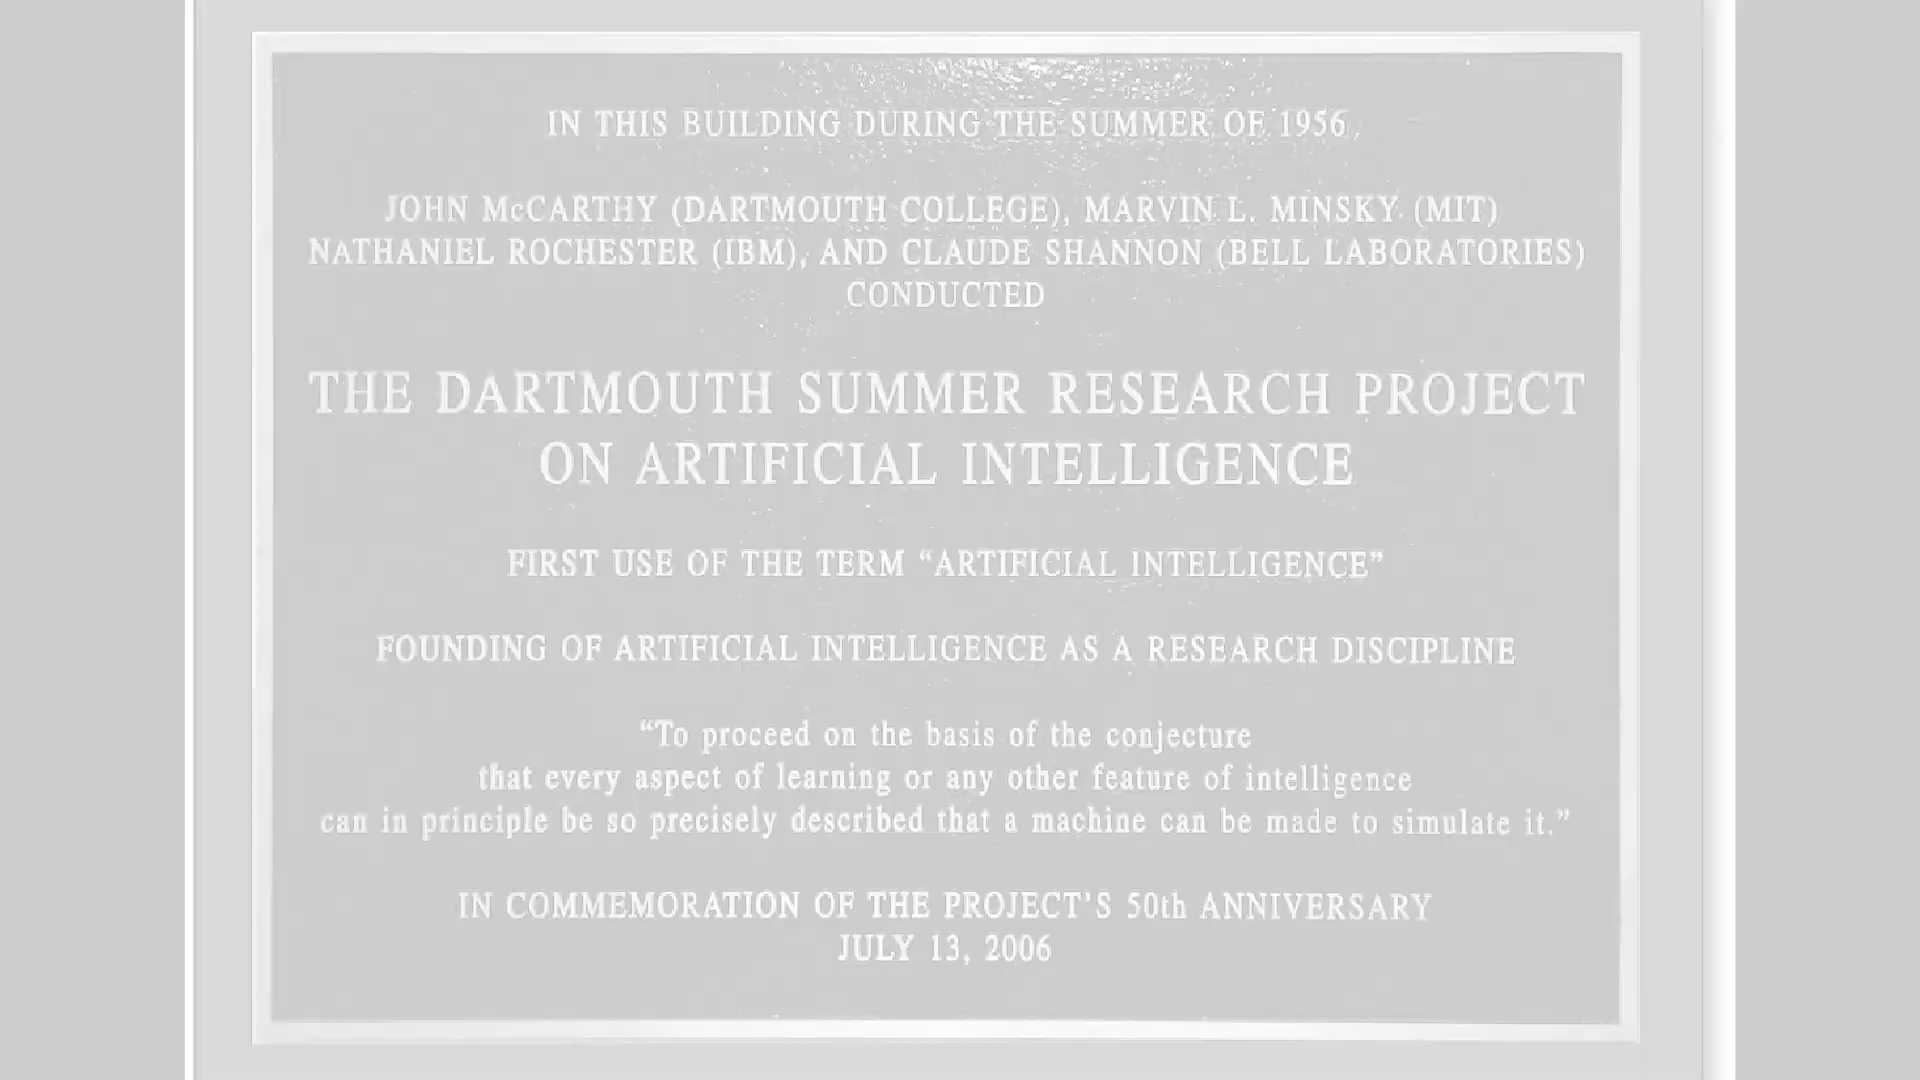 IN THIS BUILDING DURING THE SUMMER OF 1956,
JOHN McCARTHY (DARTMOUTH COLLEGE), MARVIN L. MINSKY (MIT)
NATHANIEL ROCHESTER (IBM), AND CLAUDE SHANNON (BELL LABORATORIES)
CONDUCTED
THE DARTMOUTH SUMMER RESEARCH PROJECT
ON ARTIFICIAL INTELLIGENCE
FIRST USE OF THE TERM “ARTIFICIAL INTELLIGENCE”
FOUNDING OF ARTIFICIAL INTELLIGENCE AS A RESEARCH DISCIPLINE
“To proceed on the basis of the conjecture
that every aspect of learning or any other feature of intelligence
can in principle be so precisely described that a machine can be made to simulate it.”
IN COMMEMORATION OF THE PROJECT’S 50th ANNIVERSARY
JULY 13, 2006